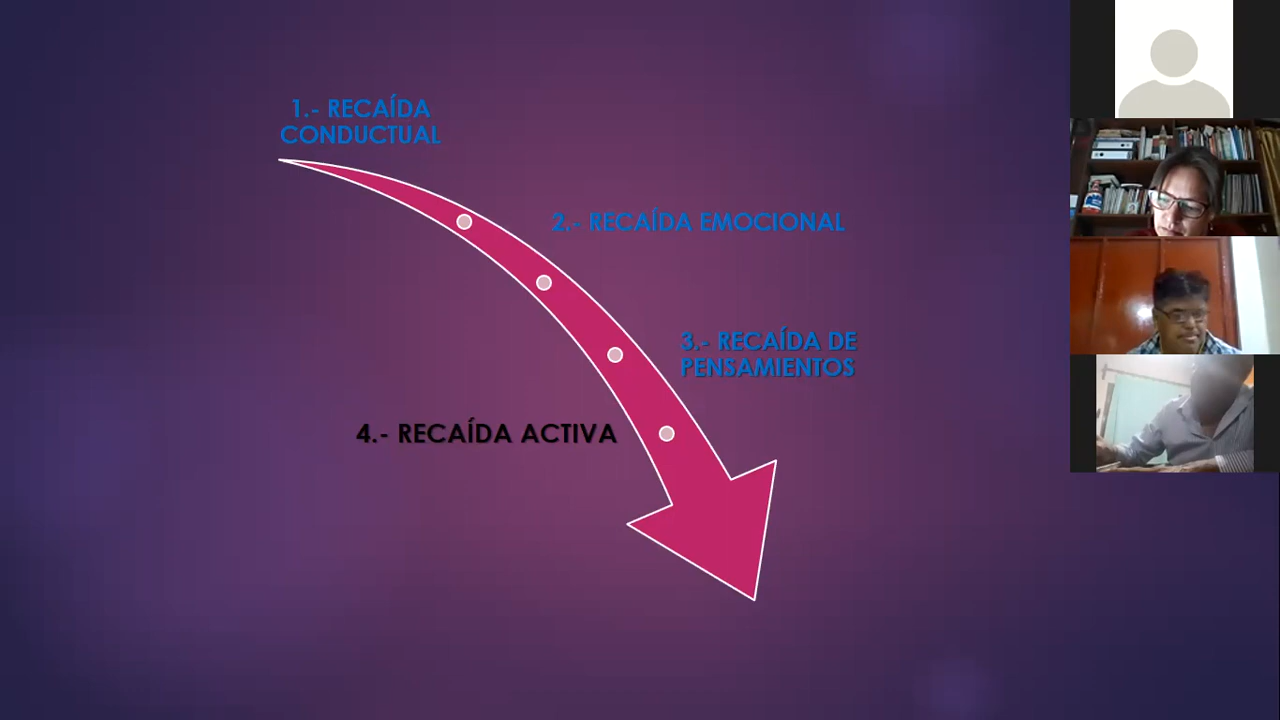 1.- RECAÍDA
CONDUCTUAL
2.- RECAÍDA EMOCIONAL
3.- RECAÍDA DE
PENSAMIENTOS
4.- RECAÍDA ACTIVA